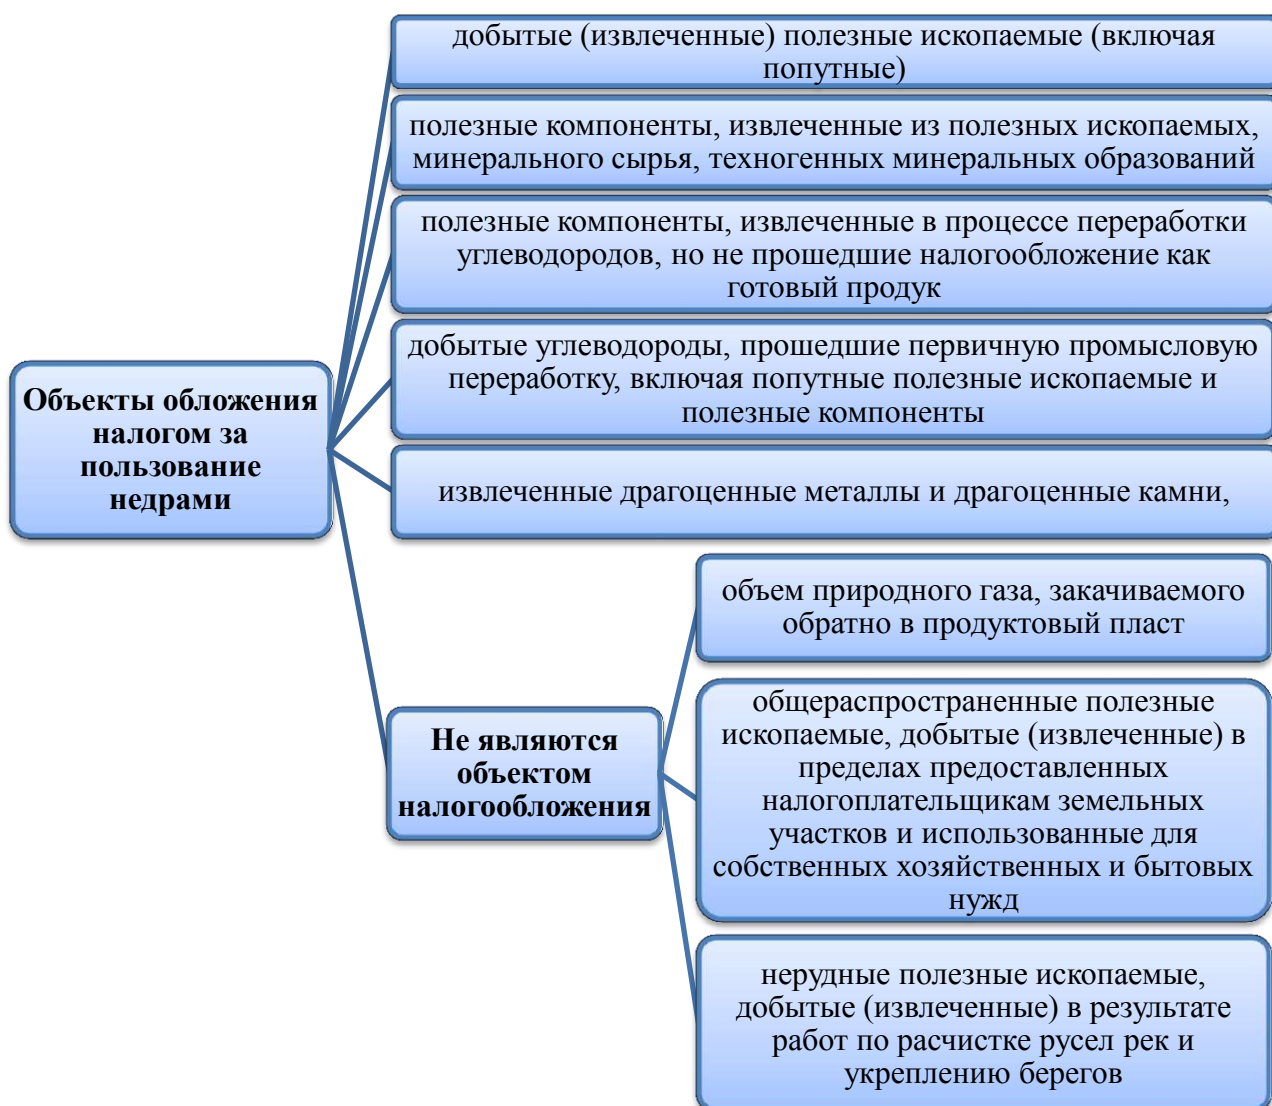 добытые (извлеченные) полезные ископаемые (включая
попутные)
полезные компоненты, извлеченные из полезных ископаемых,
минерального сырья, техногенных минеральных образований
полезные компоненты, извлеченные в процессе переработки
углеводородов, но не прошедшие налогообложение как
готовый продук
добытые углеводороды, прошедшие первичную промысловую
переработку, включая попутные полезные ископаемые и
полезные компоненты
Объекты обложения
налогом за
пользование
недрами
извлеченные драгоценные металлы и драгоценные камни,
Не являются
объектом
налогообложения
объем природного газа, закачиваемого
обратно в продуктовый пласт
общераспространенные полезные
ископаемые, добытые (извлеченные) в
пределах предоставленных
налогоплательщикам земельных
участков и использованные для
собственных хозяйственных и бытовых
нужд
нерудные полезные ископаемые,
добытые (извлеченные) в результате
работ по расчистке русел рек и
укреплению берегов